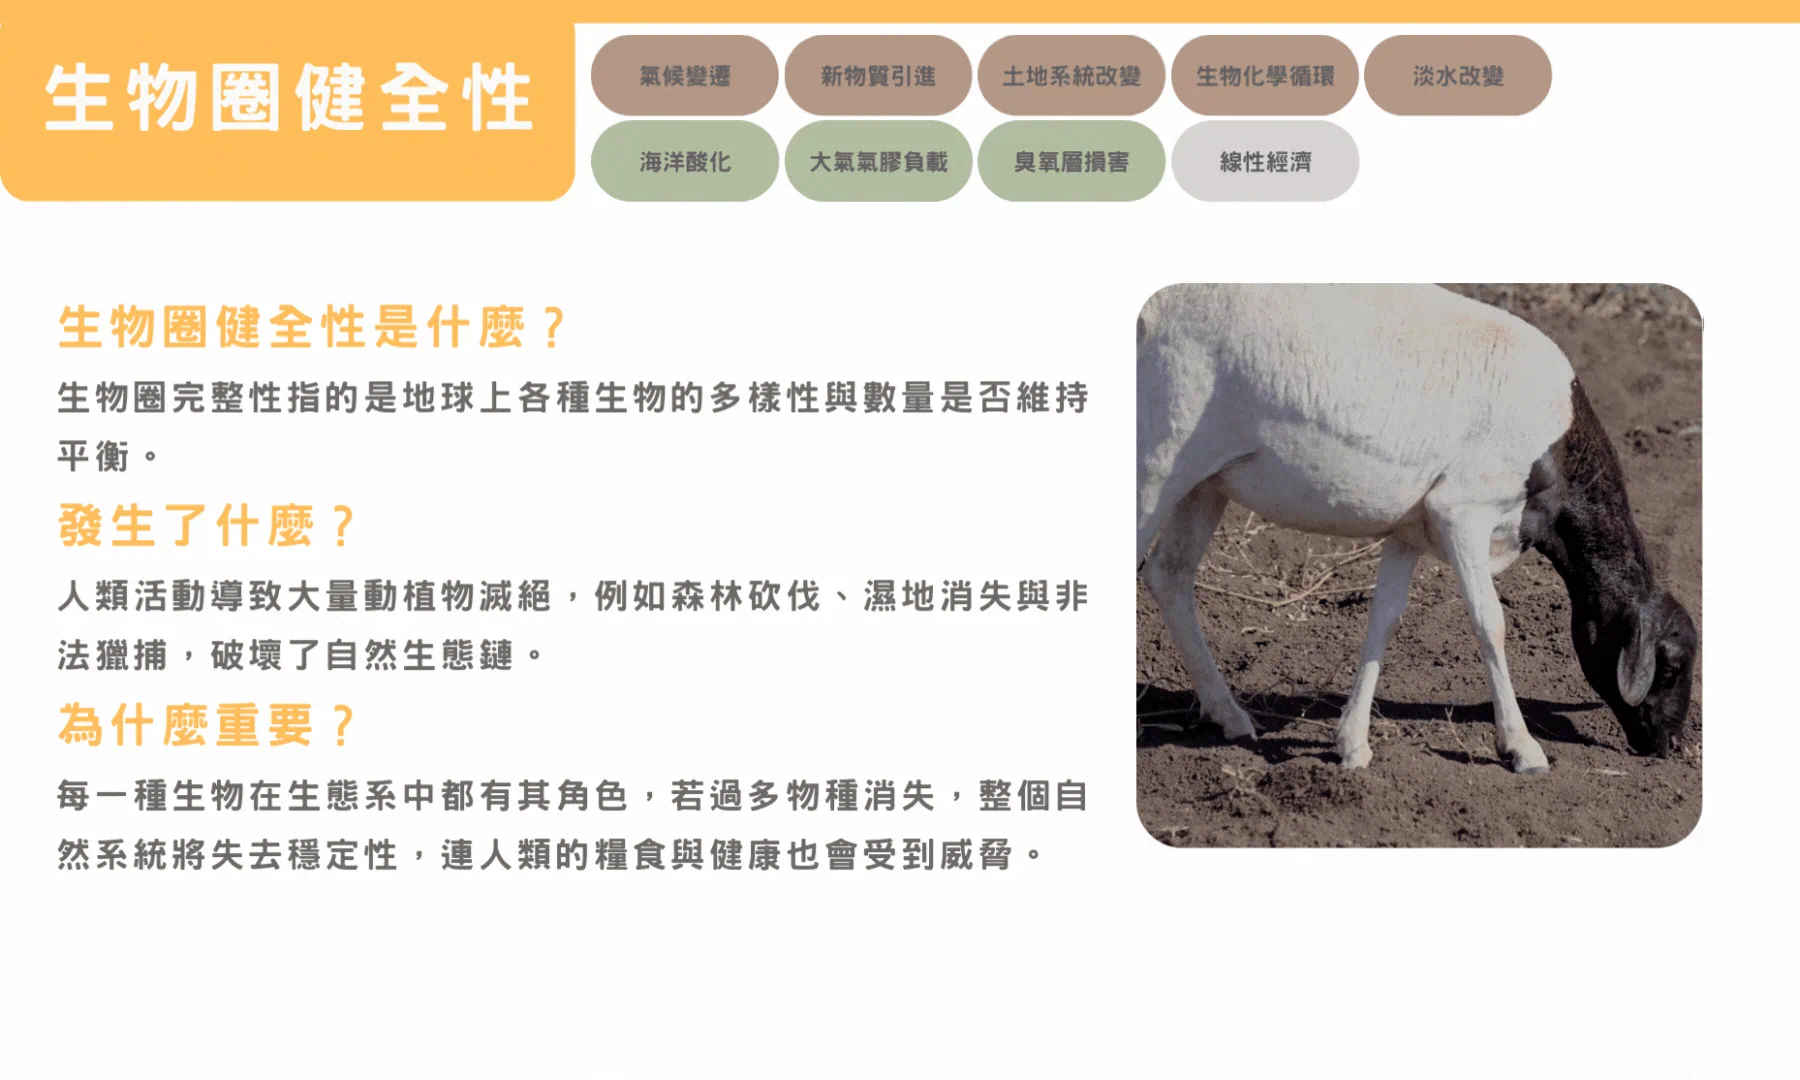 生物圈健全性
氣候變遷
新物質引進
土地系統改變
生物化學循環
淡水改變
海洋酸化
大氣氣膠負載
臭氧層損害
線性經濟
生物圈健全性是什麼？
生物圈完整性指的是地球上各種生物的多樣性與數量是否維持
平衡。
發生了什麼？
人類活動導致大量動植物滅絕，例如森林砍伐、濕地消失與非
法獵捕，破壞了自然生態鏈。
為什麼重要？
每一種生物在生態系中都有其角色，若過多物種消失，整個自
然系統將失去穩定性，連人類的糧食與健康也會受到威脅。